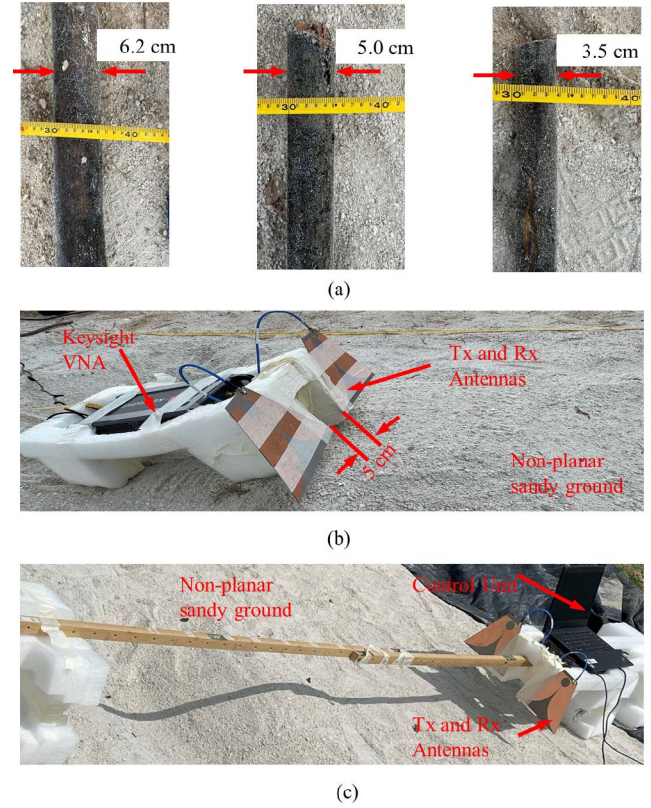 6.2 cm
5.0 cm
3.5 cm
30 40
30 40
30 40
(a)
Keysight
VNA
Tx and Rx
Antennas
5 cm
Non-planar
sandy ground
(b)
Non-planar
sandy ground
Control Unit
Tx and Rx
Antennas
(c)